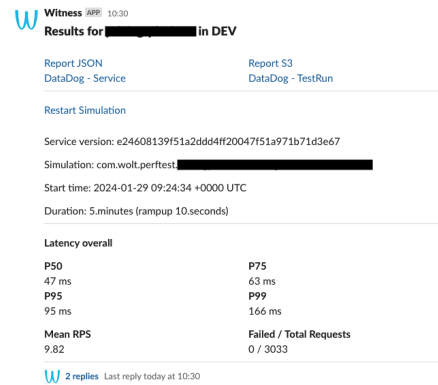 Witness APP 10:30
Results for in DEV
Report JSON Report S3
DataDog - Service DataDog - TestRun
Restart Simulation
Service version: e24608139f51a2ddd4ff20047f51a971b71d3e67
Simulation: com.wolt.perftest.
Start time: 2024-01-29 09:24:34 +0000 UTC
Duration: 5.minutes (rampup 10.seconds)
Latency overall
P50 P75
47 ms 63 ms
P95 P99
95 ms 166 ms
Mean RPS Failed / Total Requests
9.82 0 / 3033
2 replies Last reply today at 10:30